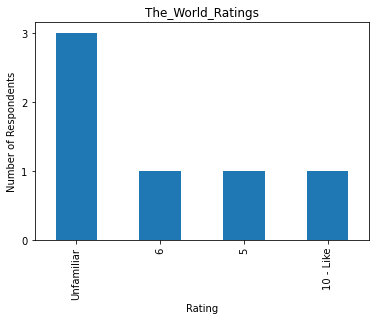 The_World_Ratings
Number of Respondents
3
2
1
0
Unfamiliar
6
5
10 - Like
Rating